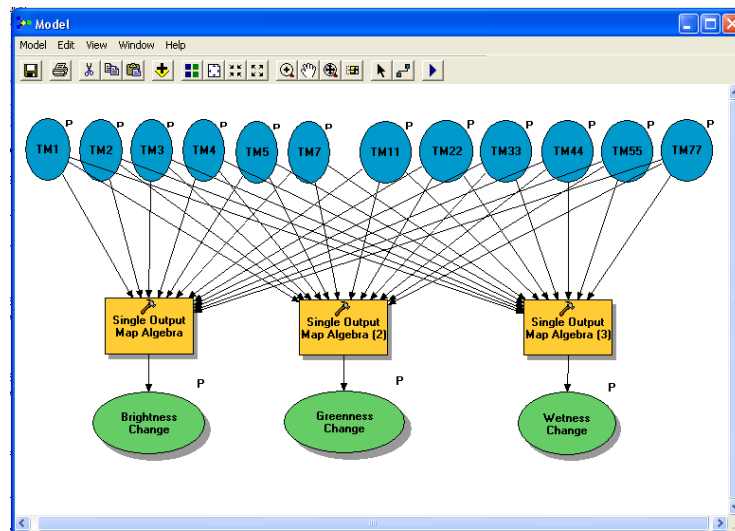 Model
Model Edit View Window Help
P P P P P P P P P P P P
TM1 TM2 TM3 TM4 TM5 TM7 TM11 TM22 TM33 TM44 TM55 TM77
Single Output
Map Algebra
Single Output
Map Algebra (2)
Single Output
Map Algebra (3)
P
Brightness
Change
P
Greenness
Change
P
Wetness
Change